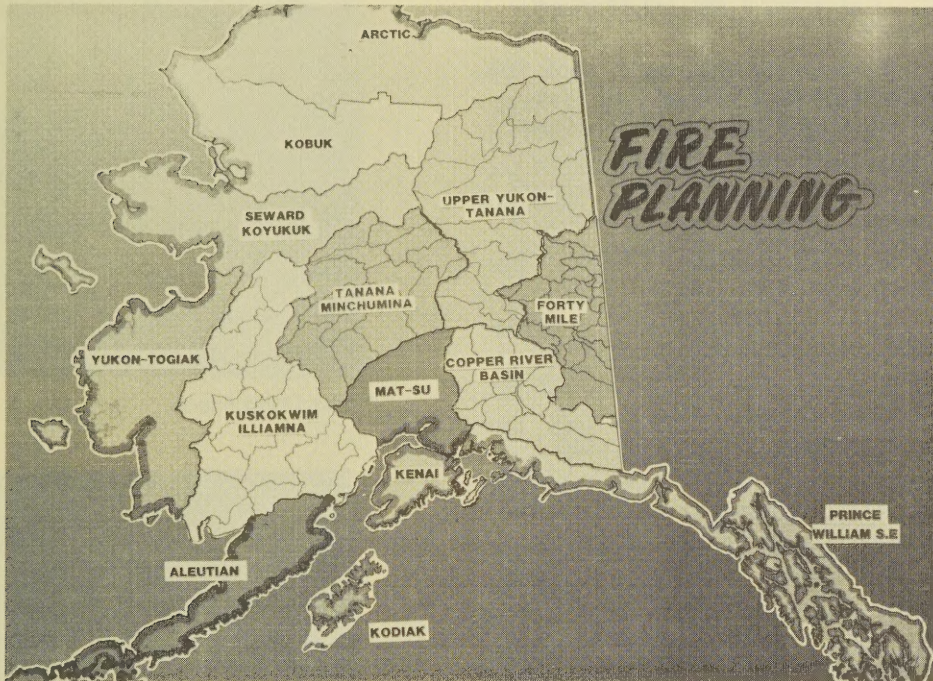 ARCTIC
FIRE
PLANNING
KOBUK
UPPER YUKON-
TANANA
SEWARD
KOYUKUK
TANANA
MINCHUMINA
FORTY
MILE
YUKON-TOGIAK
COPPER RIVER
BASIN
MAT-SU
KUSKOKWIM
ILLIAMNA
KENAI
PRINCE
WILLIAM S.E
ALEUTIAN
KODIAK